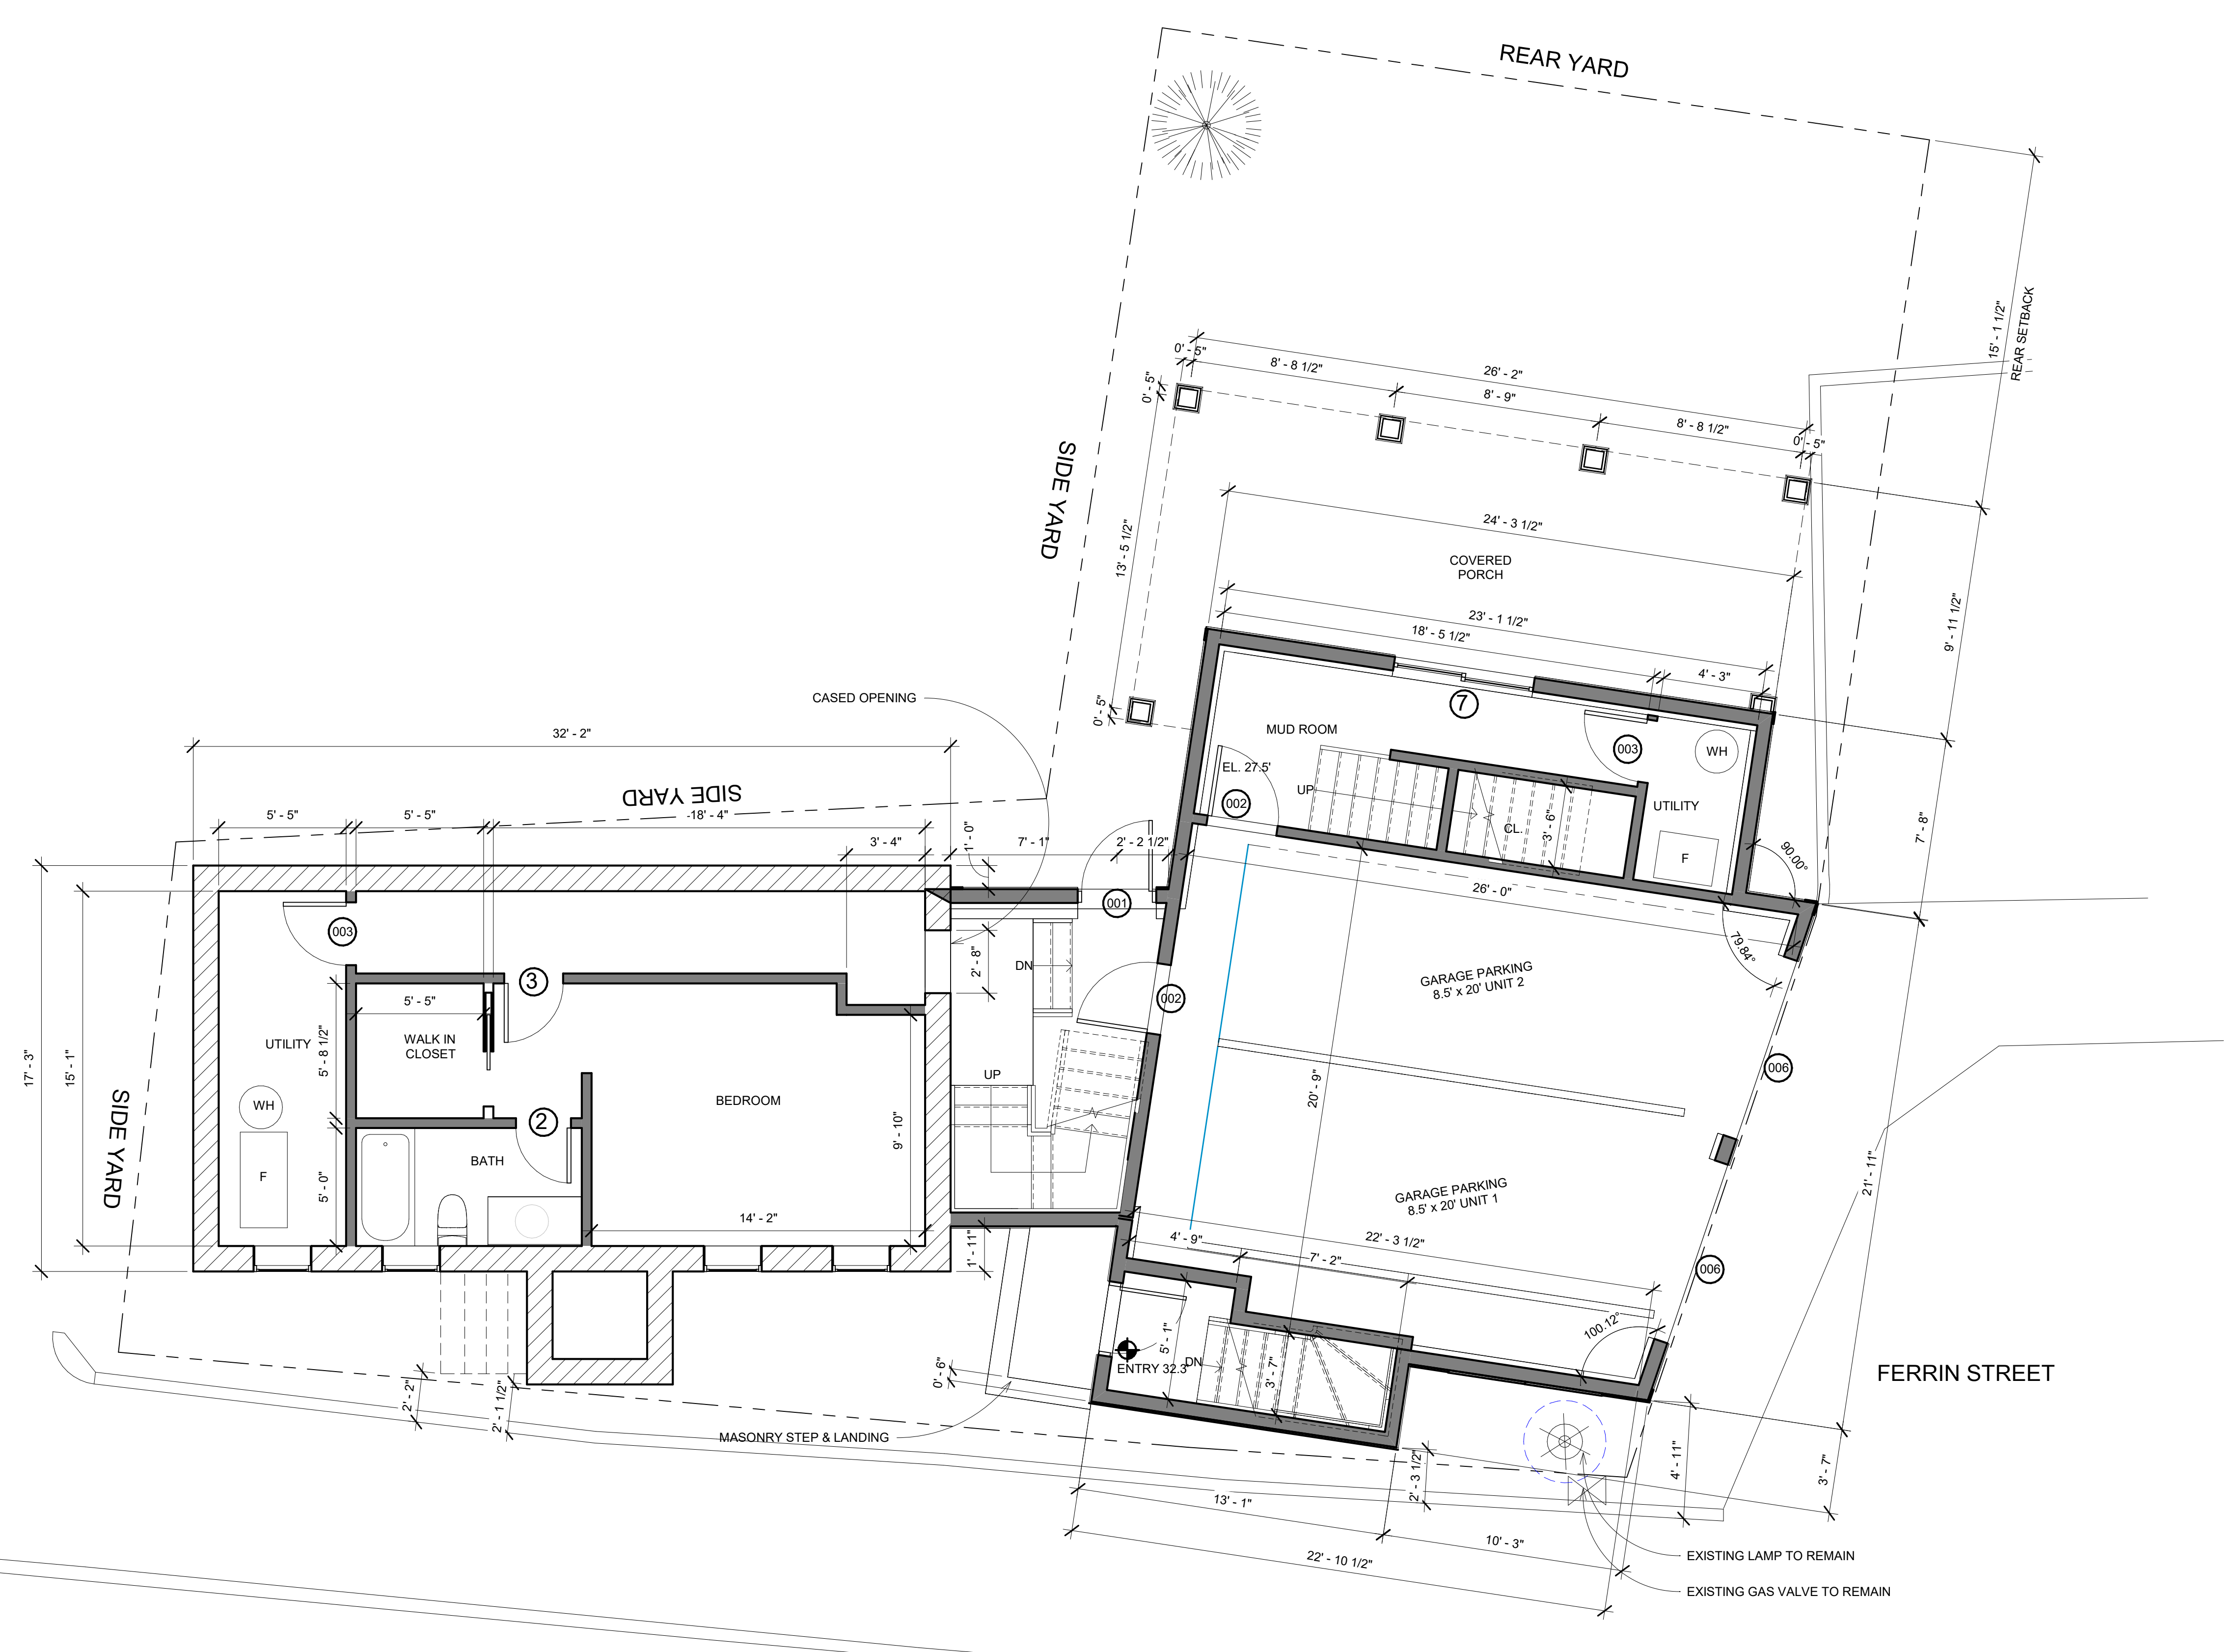 REAR YARD
15' - 1 1/2"
REAR SETBACK
0' - 5"
8' - 8 1/2"
26' - 2"
8' - 9"
8' - 8 1/2"
0' - 5"
0' - 5"
SIDE YARD
13' - 5 1/2"
24' - 3 1/2"
COVERED
PORCH
9' - 11 1/2"
23' - 1 1/2"
18' - 5 1/2"
4' - 3"
0' - 5"
CASED OPENING
7
MUD ROOM
003
WH
32' - 2"
EL. 27.5'
002
UP
UTILITY
CL.
3' - 6"
F
90.00°
7' - 8"
SIDE YARD
5' - 5"
5' - 5"
18' - 4"
3' - 4"
1' - 0"
7' - 1"
2' - 2 1/2"
26' - 0"
001
003
79.84°
2' - 8"
DN
GARAGE PARKING
8.5' x 20' UNIT 2
3
002
5' - 5"
WALK IN
CLOSET
UTILITY
5' - 8 1/2"
17' - 3"
15' - 1"
UP
006
20' - 9"
WH
BEDROOM
2
9' - 10"
SIDE YARD
BATH
F
5' - 0"
GARAGE PARKING
8.5' x 20' UNIT 1
21' - 11"
14' - 2"
1' - 11"
4' - 9"
22' - 3 1/2"
7' - 2"
006
100.12°
5' - 1"
ENTRY 32.3'
DN
3' - 7"
0' - 6"
FERRIN STREET
2' - 2"
2' - 1 1/2"
MASONRY STEP & LANDING
2' - 3 1/2"
4' - 11"
3' - 7"
13' - 1"
10' - 3"
22' - 10 1/2"
EXISTING LAMP TO REMAIN
EXISTING GAS VALVE TO REMAIN